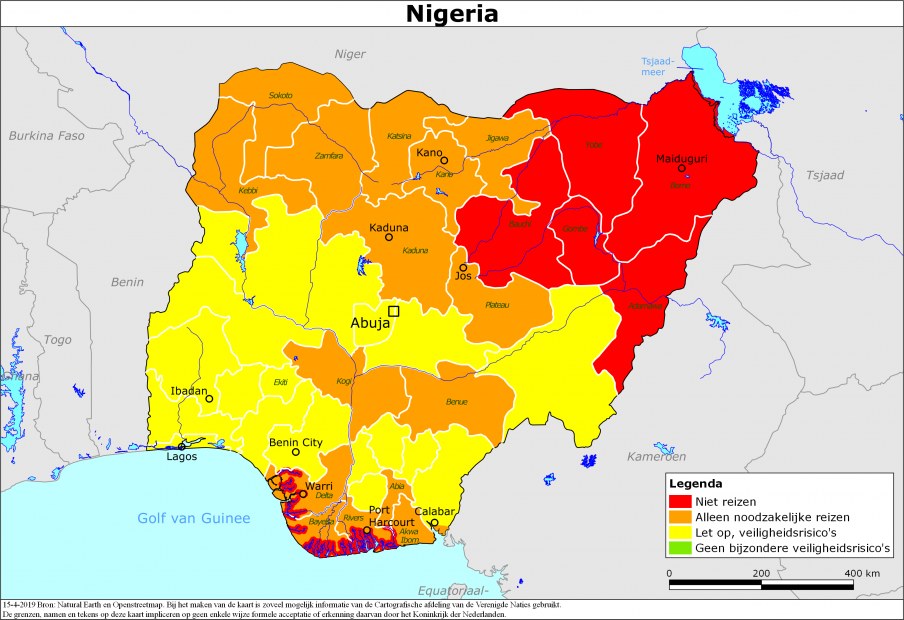 Nigeria
Niger
Tsjaad-
meer
Sokoto
Burkina Faso
Katsina
Jigawa
Yobe
Zamfara
Kano
Kano
Maiduguri
Borno
Kebbi
Tsjaad
Bauchi
Gombe
Kaduna
Kaduna
Jos
Benin
Plateau
Adamawa
Abuja
Togo
Ghana
Ekiti
Kogi
Ibadan
Benue
Benin City
Lagos
Kameroen
Warri
Delta
Abia
Golf van Guinee
Bayelsa
Rivers
Port
Harcourt
Calabar
Akwa
Ibom
Equatoriaal-
Legenda
Niet reizen
Alleen noodzakelijke reizen
Let op, veiligheidsrisico's
Geen bijzondere veiligheidsrisico's
0 200 400 km
15-4-2019 Bron: Natural Earth en Openstreetmap. Bij het maken van de kaart is zoveel mogelijk informatie van de Cartografische afdeling van de Verenigde Naties gebruikt.
De grenzen, namen en tekens op deze kaart impliceren op geen enkele wijze formele acceptatie of erkenning daarvan door het Koninkrijk der Nederlanden.